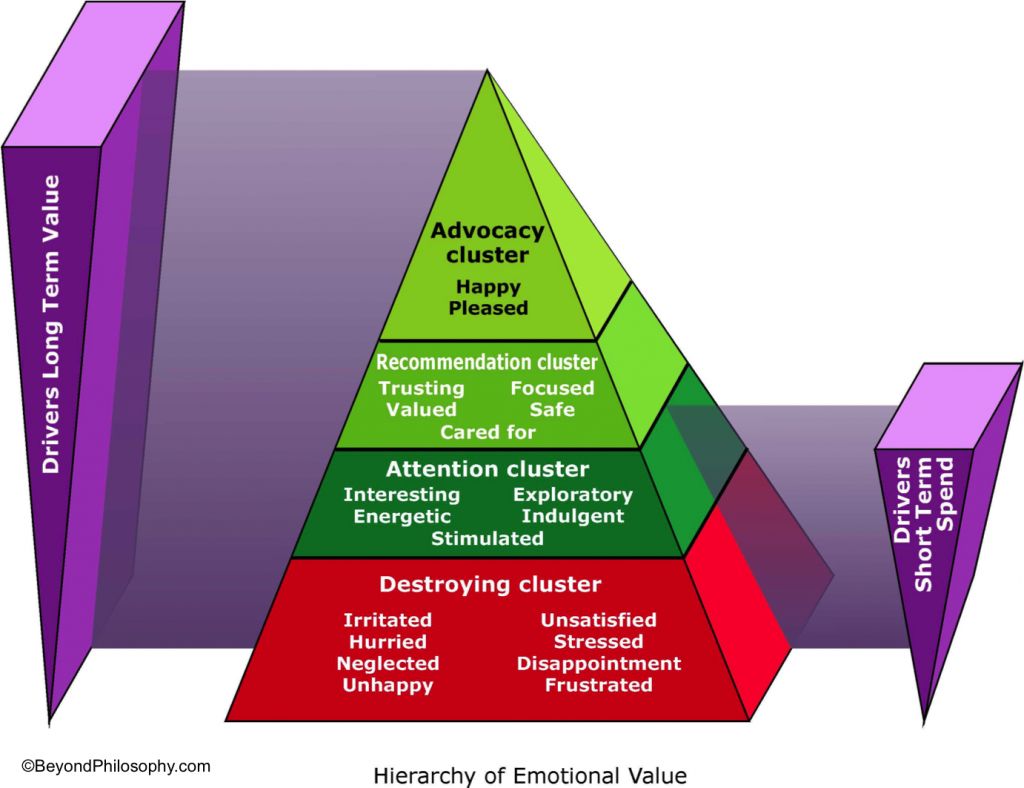 Drivers Long Term Value
Advocacy
cluster
Happy
Pleased
Recommendation cluster
Trusting Focused
Valued Safe
Cared for
Attention cluster
Interesting Exploratory
Energetic Indulgent
Stimulated
Destroying cluster
Irritated Unsatisfied
Hurried Stressed
Neglected Disappointment
Unhappy Frustrated
Drivers
Short Term
Spend
©BeyondPhilosophy.com
Hierarchy of Emotional Value